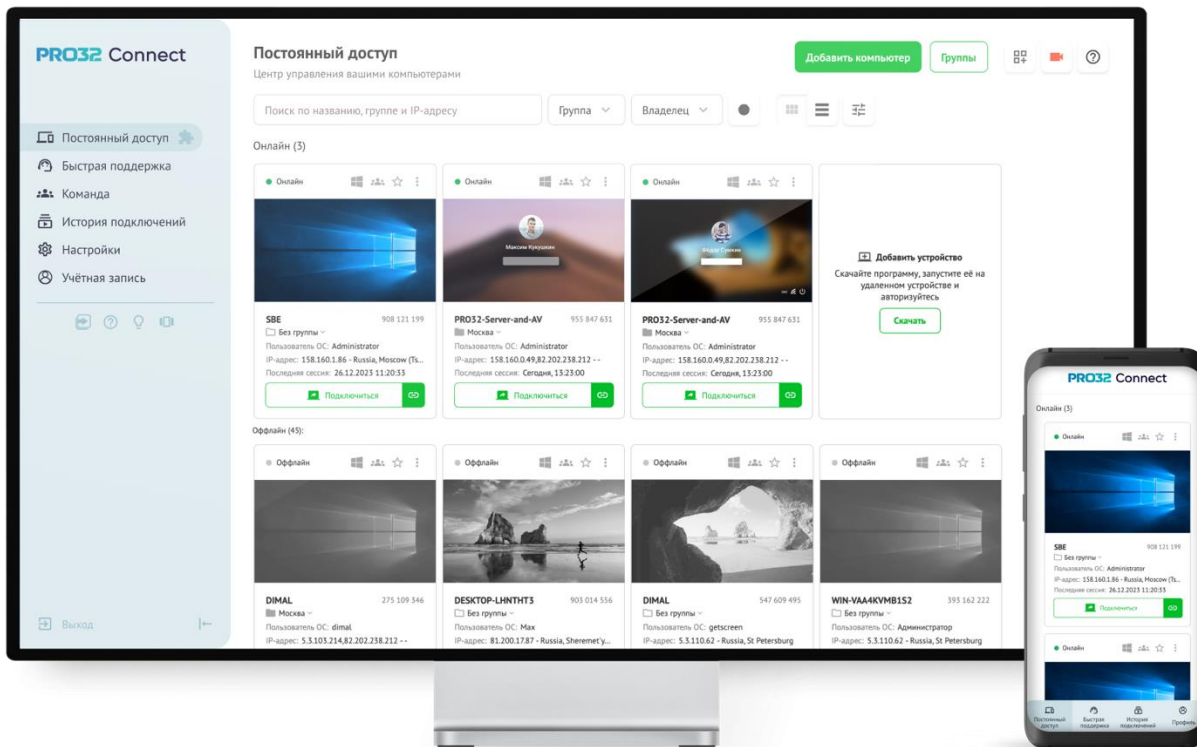 PRO32 Connect
Постоянный доступ
Быстрая поддержка
Команда
История подключений
Настройки
Учётная запись
Выход
Постоянный доступ
Центр управления вашими компьютерами
Добавить компьютер
Группы
Поиск по названию, группе и IP-адресу
Группа
Владелец
Онлайн (3)
Онлайн
SBE 908 121 199
Без группы
Пользователь ОС: Administrator
IP-адрес: 158.160.1.86 - Russia, Moscow (Ts...
Последняя сессия: 26.12.2023 11:20:33
Подключиться
Онлайн
Максим Кукушкин
PRO32-Server-and-AV 955 847 631
Москва
Пользователь ОС: Administrator
IP-адрес: 158.160.0.49,82.202.238.212 - -
Последняя сессия: Сегодня, 13:23:00
Подключиться
Онлайн
PRO32-Server-and-AV 955 847 631
Москва
Пользователь ОС: Administrator
IP-адрес: 158.160.0.49,82.202.238.212 - -
Последняя сессия: Сегодня, 13:23:00
Подключиться
Добавить устройство
Скачайте программу, запустите её на
удаленном устройстве и
авторизуйтесь
Скачать
Оффлайн (45):
Оффлайн
DIMAL 275 109 346
Москва
Пользователь ОС: dimal
IP-адрес: 5.3.103.214,82.202.238.212 - -
Оффлайн
DESKTOP-LHNTHT3 903 014 556
Без группы
Пользователь ОС: Max
IP-адрес: 81.200.17.87 - Russia, Sheremet'y...
Оффлайн
DIMAL 547 609 495
Без группы
Пользователь ОС: getscreen
IP-адрес: 5.3.110.62 - Russia, St Petersburg
Оффлайн
WIN-VAA4KVMB1S2 393 162 222
Без группы
Пользователь ОС: Администратор
IP-адрес: 5.3.110.62 - Russia, St Petersburg
PRO32 Connect
Онлайн (3)
Онлайн
SBE 908 121 199
Без группы
Пользователь ОС: Administrator
IP-адрес: 158.160.1.86 - Russia, Moscow (Ts...
Последняя сессия: 26.12.2023 11:20:33
Подключиться
Онлайн
Постоянный
доступ
Быстрая
поддержка
История
подключений
Профиль